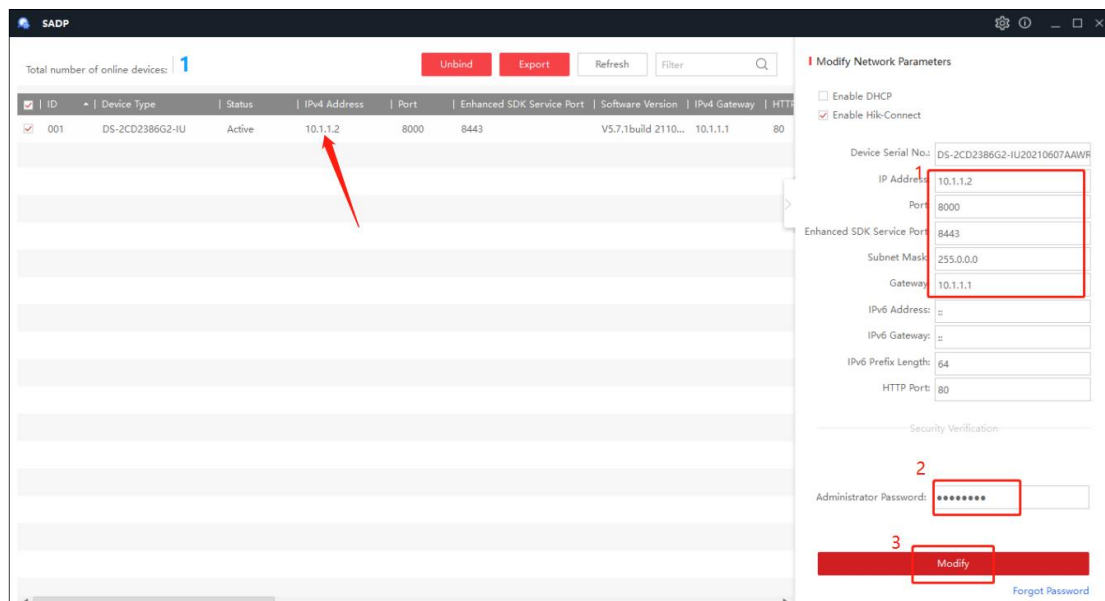 SADP
Total number of online devices: 1
Unbind
Export
Refresh
Filter
ID | Device Type | Status | IPv4 Address | Port | Enhanced SDK Service Port | Software Version | IPv4 Gateway | HTTP
001 DS-2CD2386G2-IU Active 10.1.1.2 8000 8443 V5.7.1build 2110... 10.1.1.1 80
Modify Network Parameters
Enable DHCP
Enable Hik-Connect
Device Serial No.: DS-2CD2386G2-IU20210607AAWR
1
IP Address 10.1.1.2
Port 8000
Enhanced SDK Service Port 8443
Subnet Mask 255.0.0.0
Gateway 10.1.1.1
IPv6 Address: ::
IPv6 Gateway: ::
IPv6 Prefix Length: 64
HTTP Port: 80
Security Verification
2
Administrator Password: ●●●●●●●●
3
Modify
Forgot Password